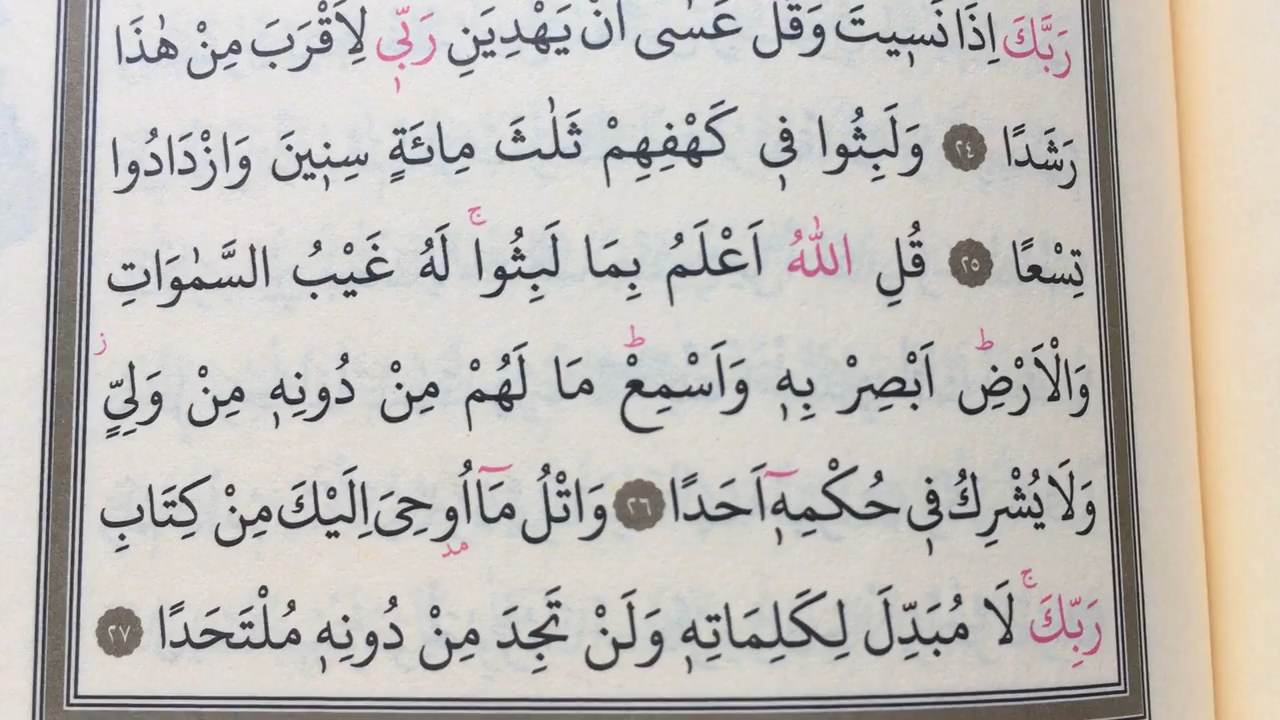 رَبَّكَ اِذَا نَسٖيتَ وَقُلْ عَسٰٓى اَنْ يَهْدِيَنِ رَبّٖى لِاَقْرَبَ مِنْ هٰذَا
رَشَدًا ٢٤ وَلَبِثُوا فٖى كَهْفِهِمْ ثَلٰثَ مِائَةٍ سِنٖينَ وَازْدَادُوا
تِسْعًا ٢٥ قُلِ اللّٰهُ اَعْلَمُ بِمَا لَبِثُواۚ لَهُ غَيْبُ السَّمٰوَاتِ
وَالْاَرْضِؕ اَبْصِرْ بِهٖ وَاَسْمِعْؕ مَا لَهُمْ مِنْ دُونِهٖ مِنْ وَلِيٍّؗ
وَلَا يُشْرِكُ فٖى حُكْمِهٖٓ اَحَدًا ٢٦ وَاتْلُ مَٓا اُو۫حِىَ اِلَيْكَ مِنْ كِتَابِ
رَبِّكَۚ لَا مُبَدِّلَ لِكَلِمَاتِهٖ وَلَنْ تَجِدَ مِنْ دُونِهٖ مُلْتَحَدًا ٢٧